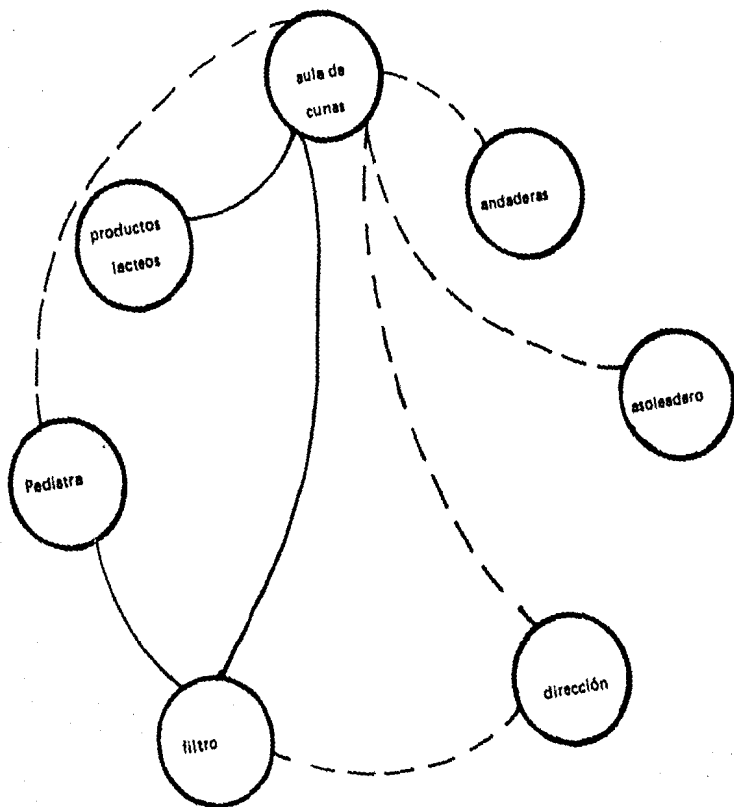 aula de
cunas
andaderas
productos
lacteos
asoleadero
Pediatra
dirección
filtro